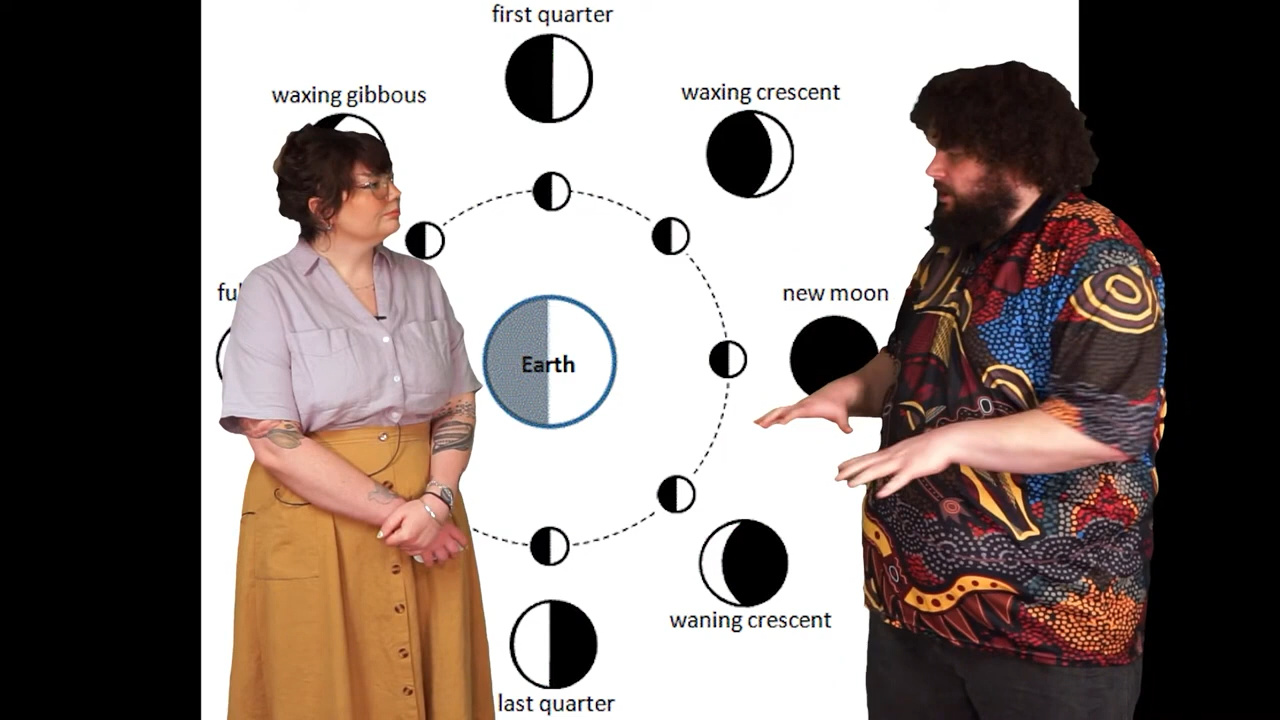 first quarter
waxing gibbous
waxing crescent
new moon
Earth
waning crescent
last quarter